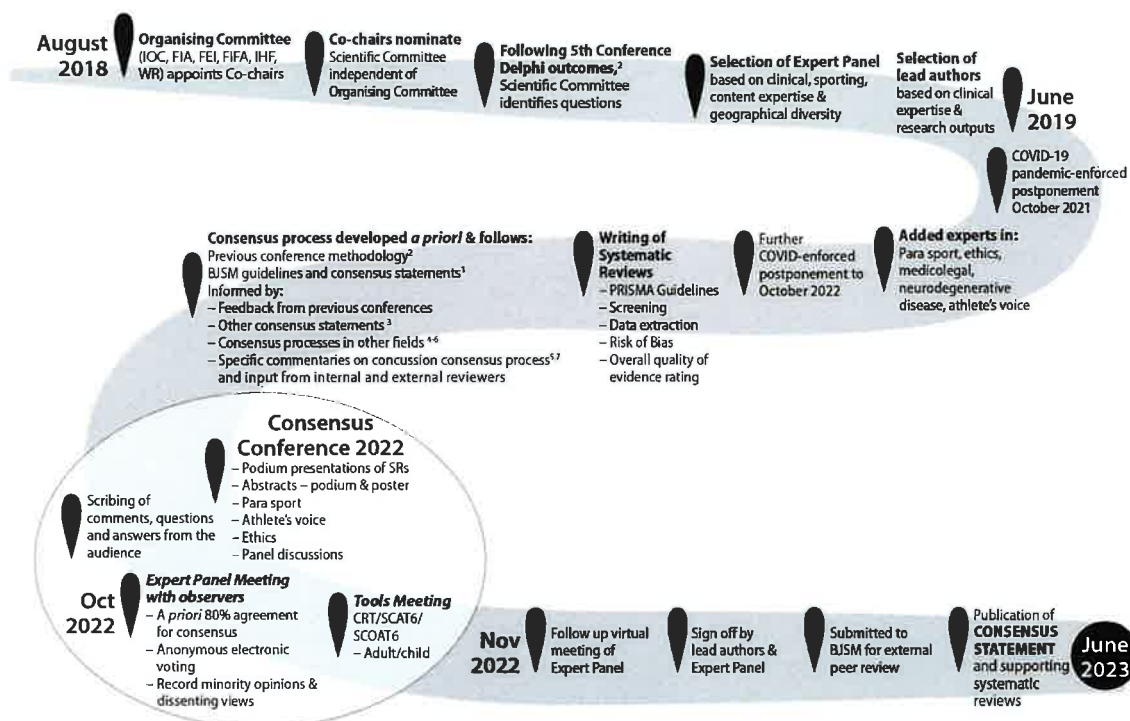 August
2018
Organising Committee
(IOC, FIA, FEI, FIFA, IHF,
WR) appoints Co-chairs
Co-chairs nominate
Scientific Committee
independent of
Organising Committee
Following 5th Conference
Delphi outcomes,²
Scientific Committee
identifies questions
Selection of Expert Panel
based on clinical, sporting,
content expertise &
geographical diversity
Selection of
lead authors
based on clinical
expertise &
research outputs
June
2019
COVID-19
pandemic-enforced
postponement
October 2021
Added experts in:
Para sport, ethics,
medicolegal,
neurodegenerative
disease, athlete's voice
Further
COVID-enforced
postponement to
October 2022
Writing of
Systematic
Reviews
– PRISMA Guidelines
– Screening
– Data extraction
– Risk of Bias
– Overall quality of
evidence rating
Consensus process developed a priori & follows:
Previous conference methodology²
BJSM guidelines and consensus statements¹
Informed by:
– Feedback from previous conferences
– Other consensus statements ³
– Consensus processes in other fields ⁴⁻⁶
– Specific commentaries on concussion consensus process⁵,⁷
and input from internal and external reviewers
Consensus
Conference 2022
– Podium presentations of SRs
– Abstracts – podium & poster
– Para sport
– Athlete's voice
– Ethics
– Panel discussions
Scribing of
comments, questions
and answers from the
audience
Oct
2022
Expert Panel Meeting
with observers
– A priori 80% agreement
for consensus
– Anonymous electronic
voting
– Record minority opinions &
dissenting views
Tools Meeting
CRT/SCAT6/
SCOAT6
– Adult/child
Nov
2022
Follow up virtual
meeting of
Expert Panel
Sign off by
lead authors &
Expert Panel
Submitted to
BJSM for external
peer review
Publication of
CONSENSUS
STATEMENT
and supporting
systematic
reviews
June
2023